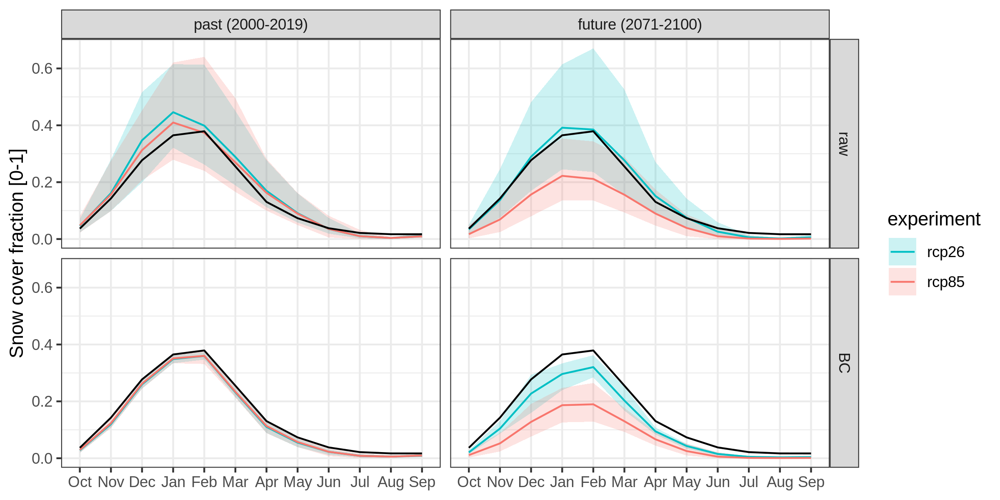 past (2000-2019)
future (2071-2100)
Snow cover fraction [0-1]
0.6
0.4
0.2
0.0
raw
0.6
0.4
0.2
0.0
BC
Oct Nov Dec Jan Feb Mar Apr May Jun Jul Aug Sep
Oct Nov Dec Jan Feb Mar Apr May Jun Jul Aug Sep
experiment
rcp26
rcp85